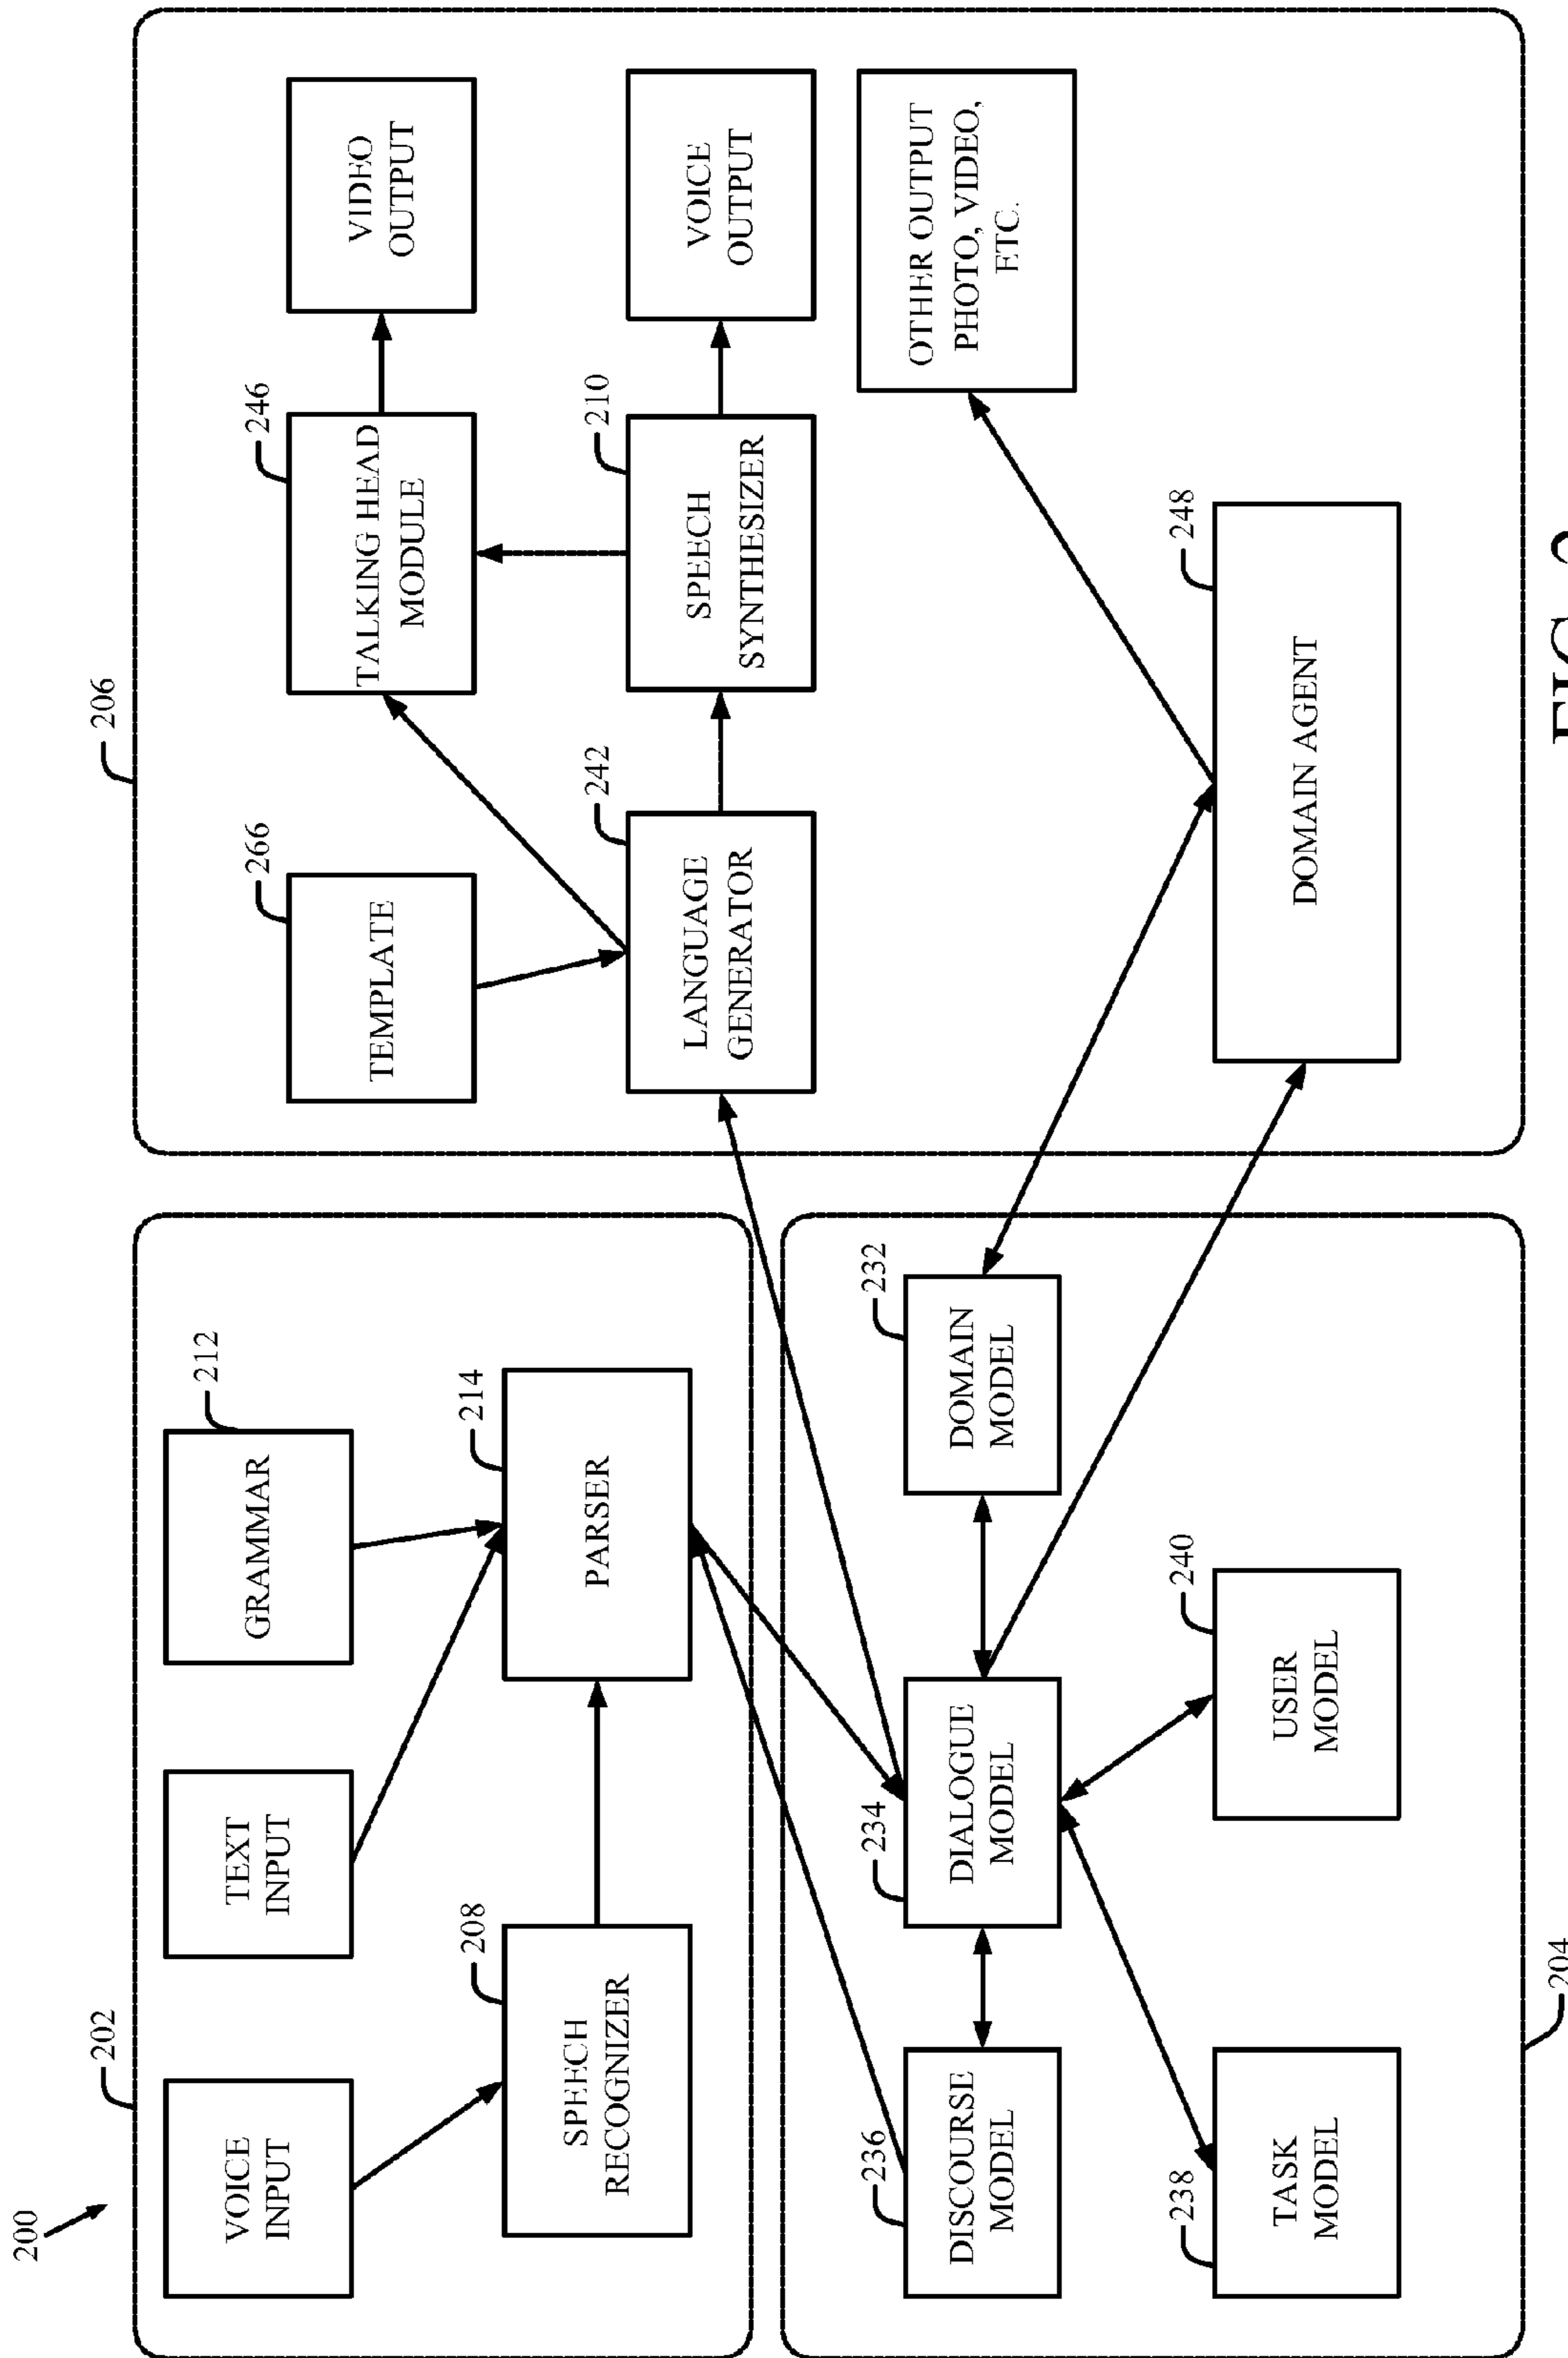 200
202
VOICE
INPUT
TEXT
INPUT
GRAMMAR
212
SPEECH
RECOGNIZER
208
PARSER
214
236
DISCOURSE
MODEL
234
DIALOGUE
MODEL
232
DOMAIN
MODEL
238
TASK
MODEL
240
USER
MODEL
204
206
TEMPLATE
266
TALKING HEAD
MODULE
246
VIDEO
OUTPUT
LANGUAGE
GENERATOR
242
SPEECH
SYNTHESIZER
210
VOICE
OUTPUT
OTHER OUTPUT
PHOTO, VIDEO,
ETC.
DOMAIN AGENT
248
FIG.